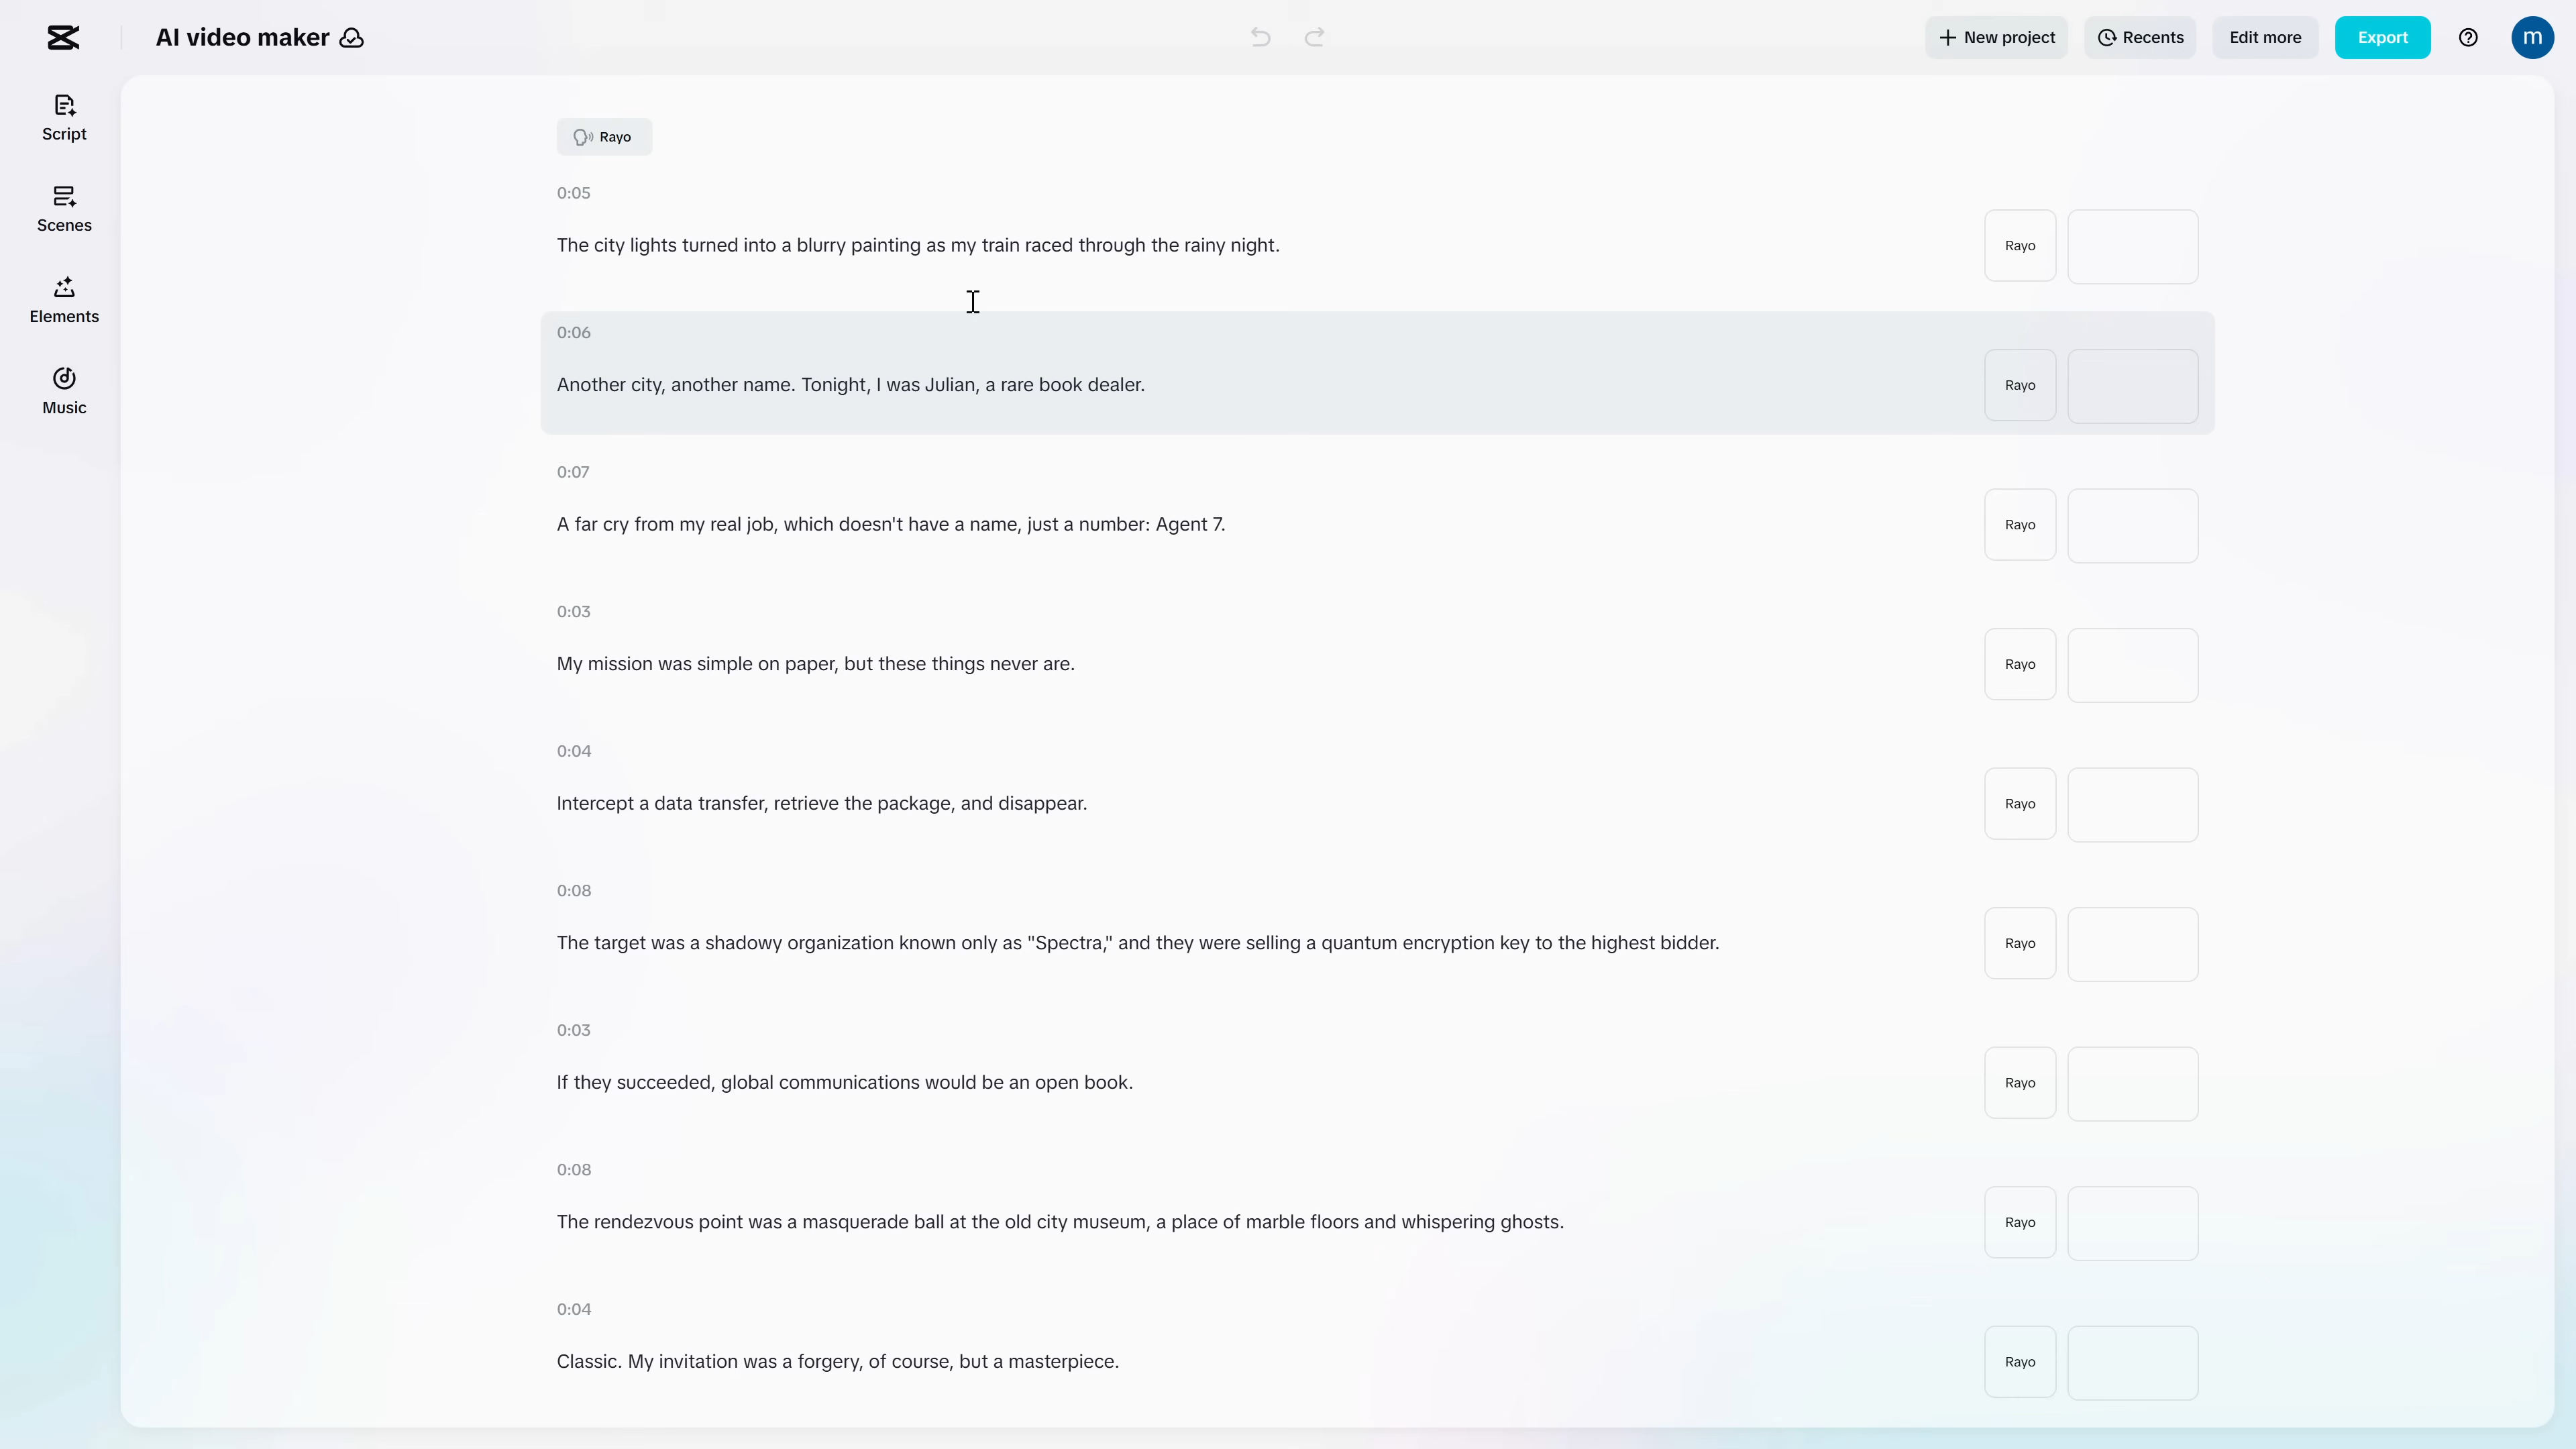 AI video maker
New project
Recents
Edit more
Export
m
Script
Scenes
Elements
Music
Rayo
0:05
The city lights turned into a blurry painting as my train raced through the rainy night.
Rayo
0:06
Another city, another name. Tonight, I was Julian, a rare book dealer.
Rayo
0:07
A far cry from my real job, which doesn't have a name, just a number: Agent 7.
Rayo
0:03
My mission was simple on paper, but these things never are.
Rayo
0:04
Intercept a data transfer, retrieve the package, and disappear.
Rayo
0:08
The target was a shadowy organization known only as "Spectra," and they were selling a quantum encryption key to the highest bidder.
Rayo
0:03
If they succeeded, global communications would be an open book.
Rayo
0:08
The rendezvous point was a masquerade ball at the old city museum, a place of marble floors and whispering ghosts.
Rayo
0:04
Classic. My invitation was a forgery, of course, but a masterpiece.
Rayo